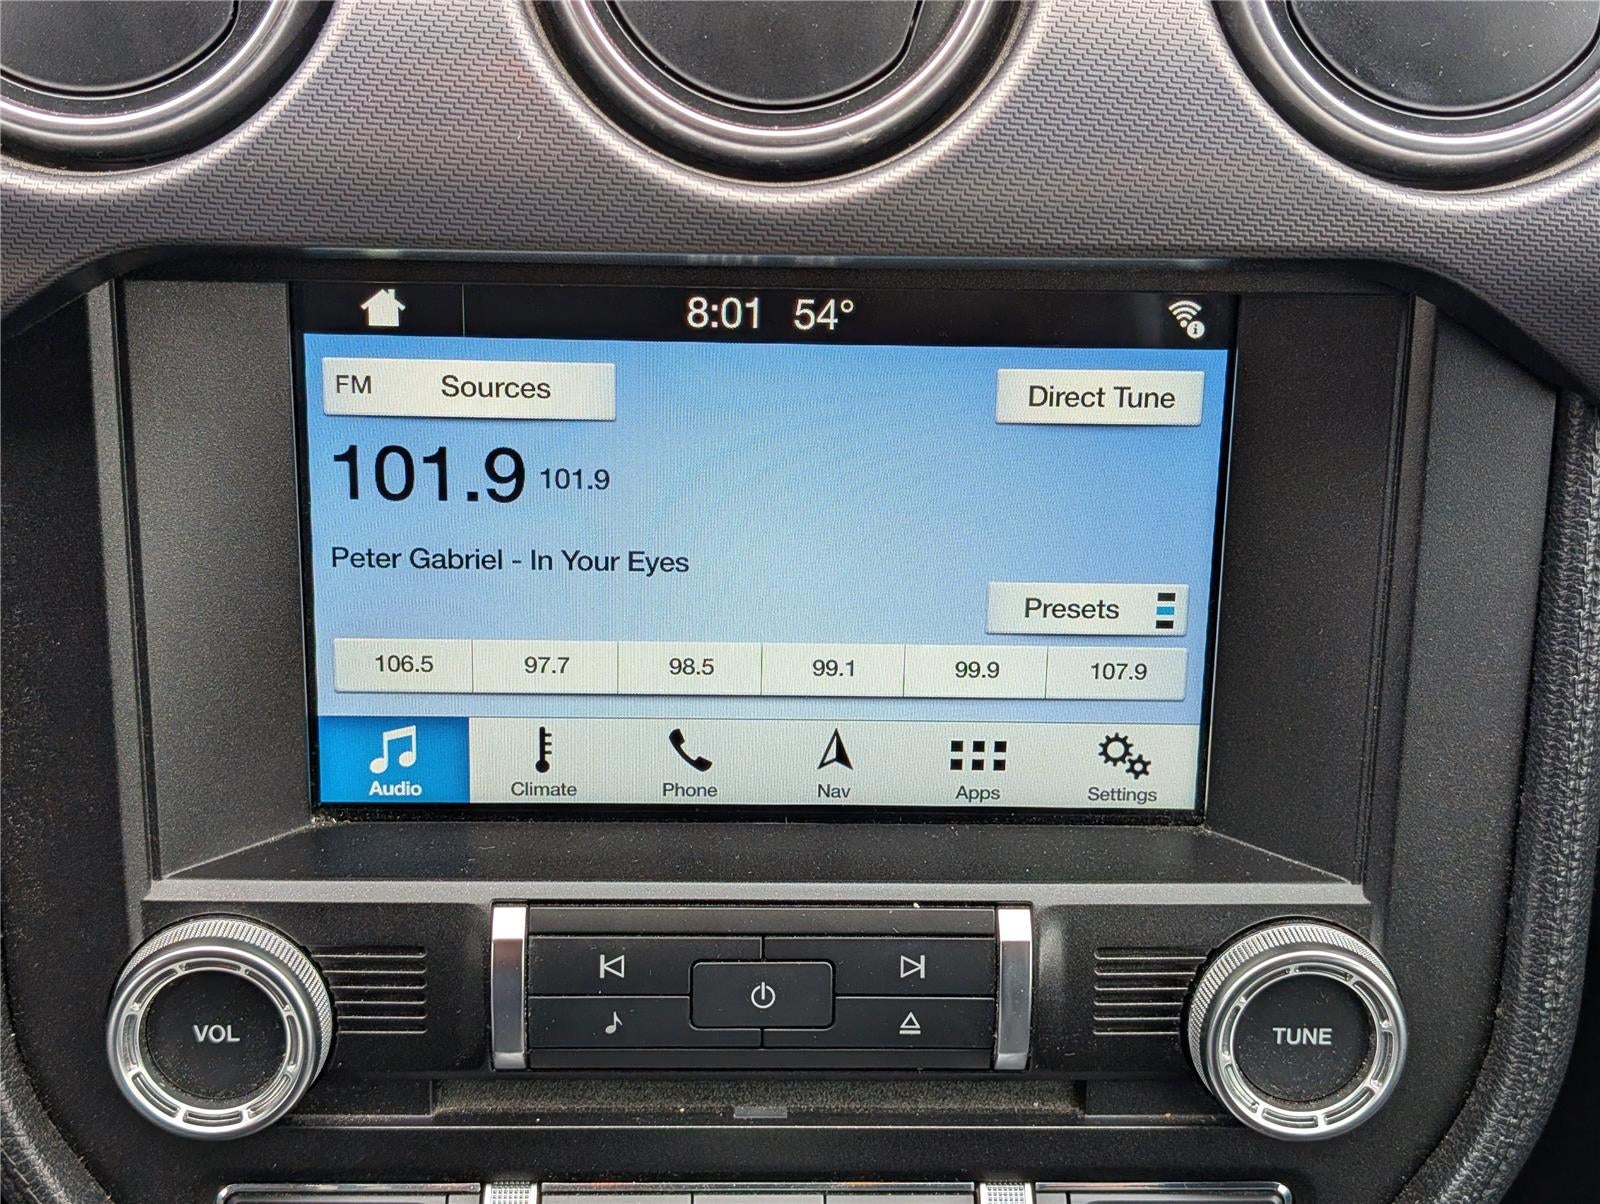 8:01 54°
FM Sources
Direct Tune
101.9 101.9
Peter Gabriel - In Your Eyes
Presets
106.5 97.7 98.5 99.1 99.9 107.9
Audio Climate Phone Nav Apps Settings
VOL
TUNE